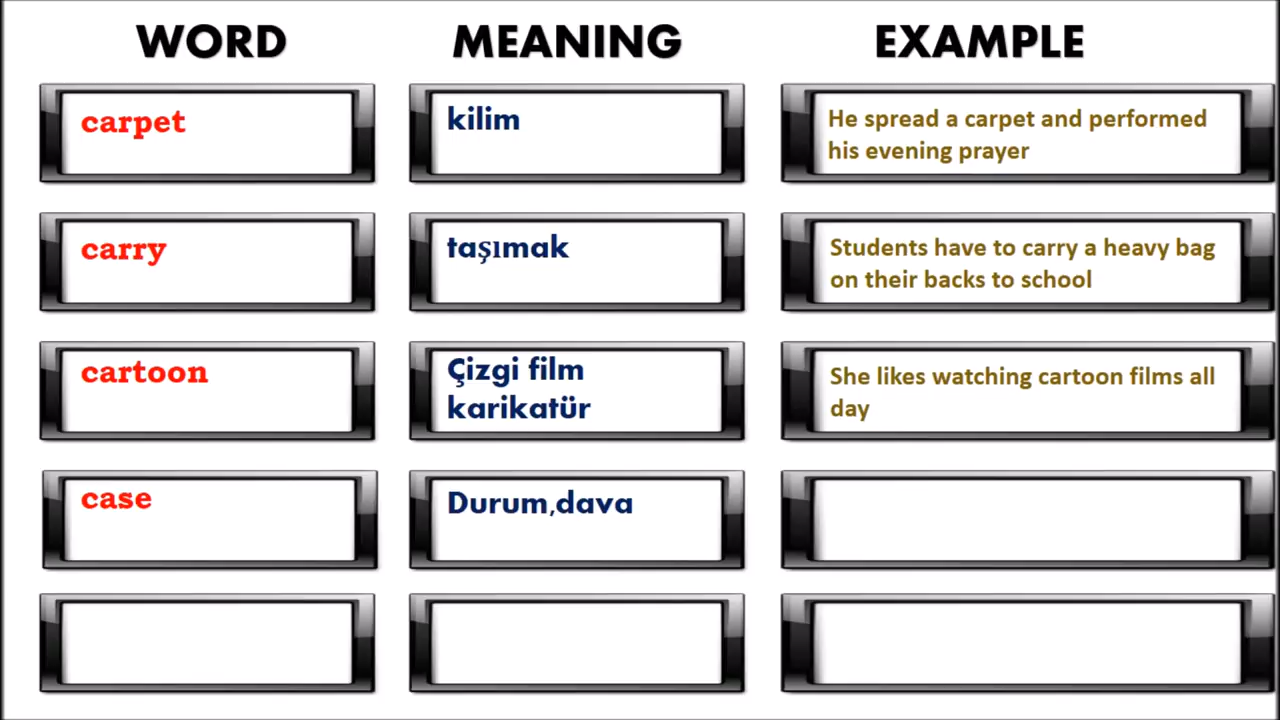 WORD MEANING EXAMPLE
carpet
kilim
He spread a carpet and performed
his evening prayer
carry
taşımak
Students have to carry a heavy bag
on their backs to school
cartoon
Çizgi film
karikatür
She likes watching cartoon films all
day
case
Durum,dava